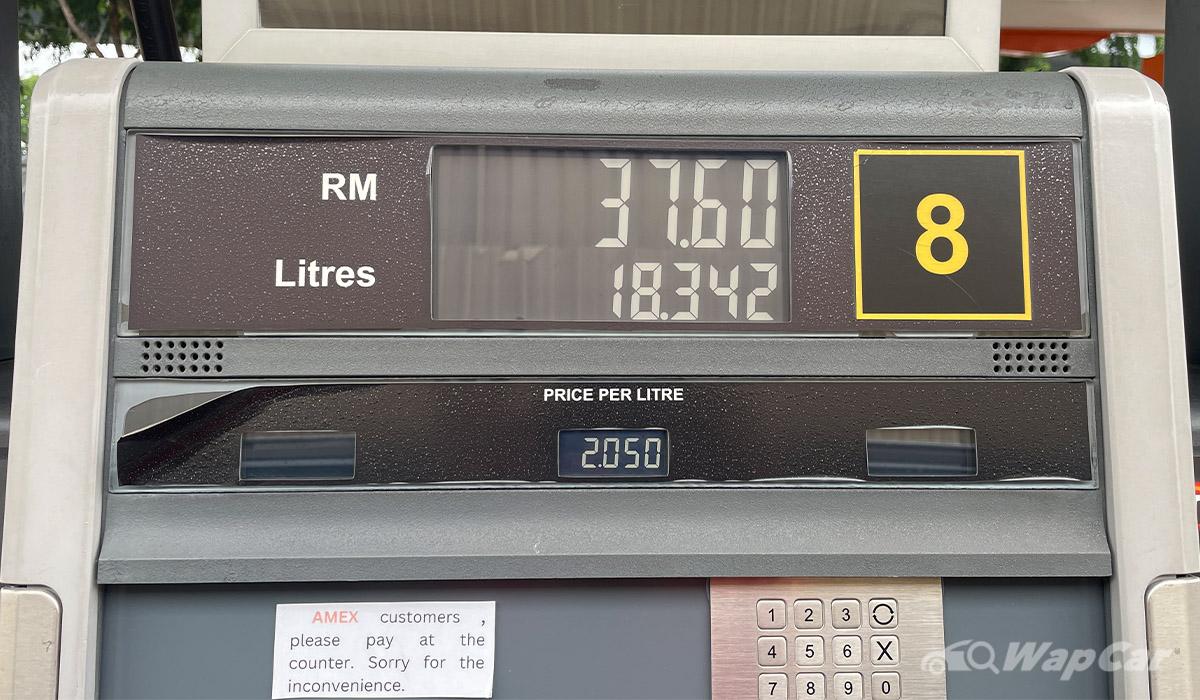 RM 37.60
8
Litres 18.342
PRICE PER LITRE
2.050
AMEX customers ,
please pay at the
counter. Sorry for the
inconvenience.
1 2 3
4 5 6 X
7 8 9 0
WapCar